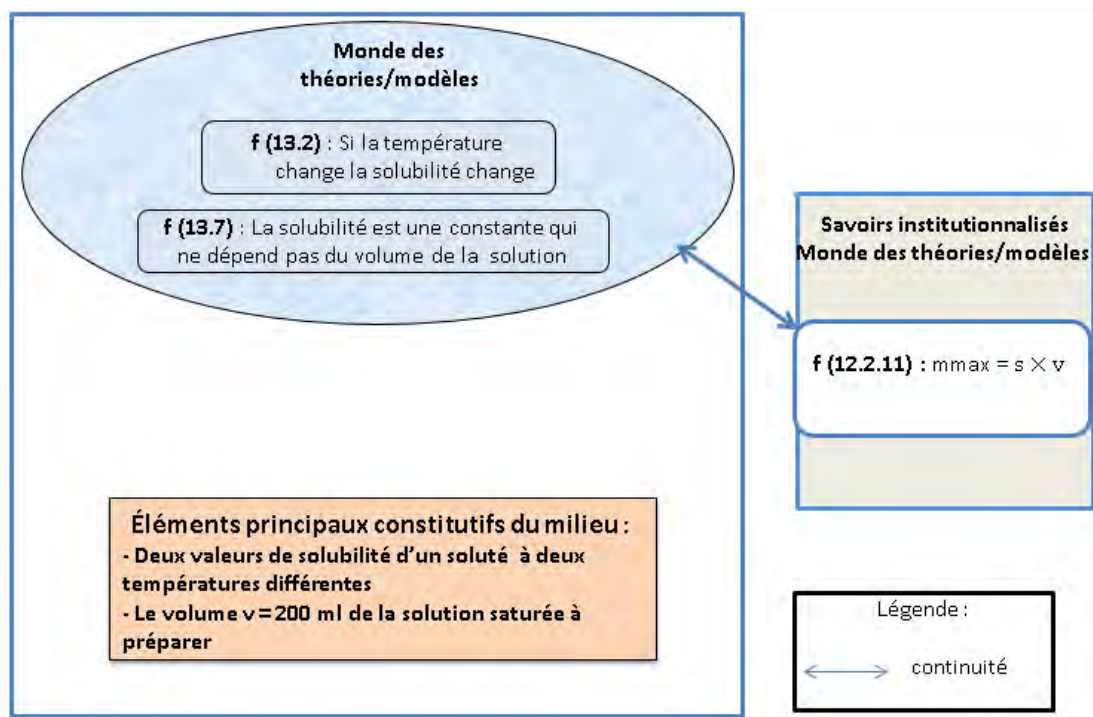 Monde des
théories/modèles
f (13.2) : Si la température
change la solubilité change
f (13.7) : La solubilité est une constante qui
ne dépend pas du volume de la solution
Savoirs institutionnalisés
Monde des théories/modèles
f (12.2.11) : mmax = s × v
Éléments principaux constitutifs du milieu :
- Deux valeurs de solubilité d'un soluté à deux
températures différentes
- Le volume v = 200 ml de la solution saturée à
préparer
Légende :
continuité